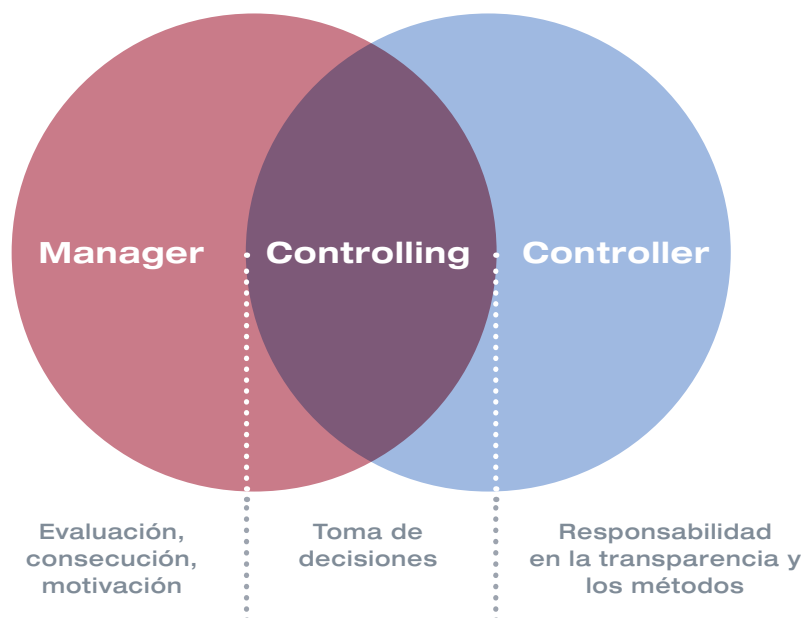 Manager
Controlling
Controller
Evaluación,
consecución,
motivación
Toma de
decisiones
Responsabilidad
en la transparencia y
los métodos